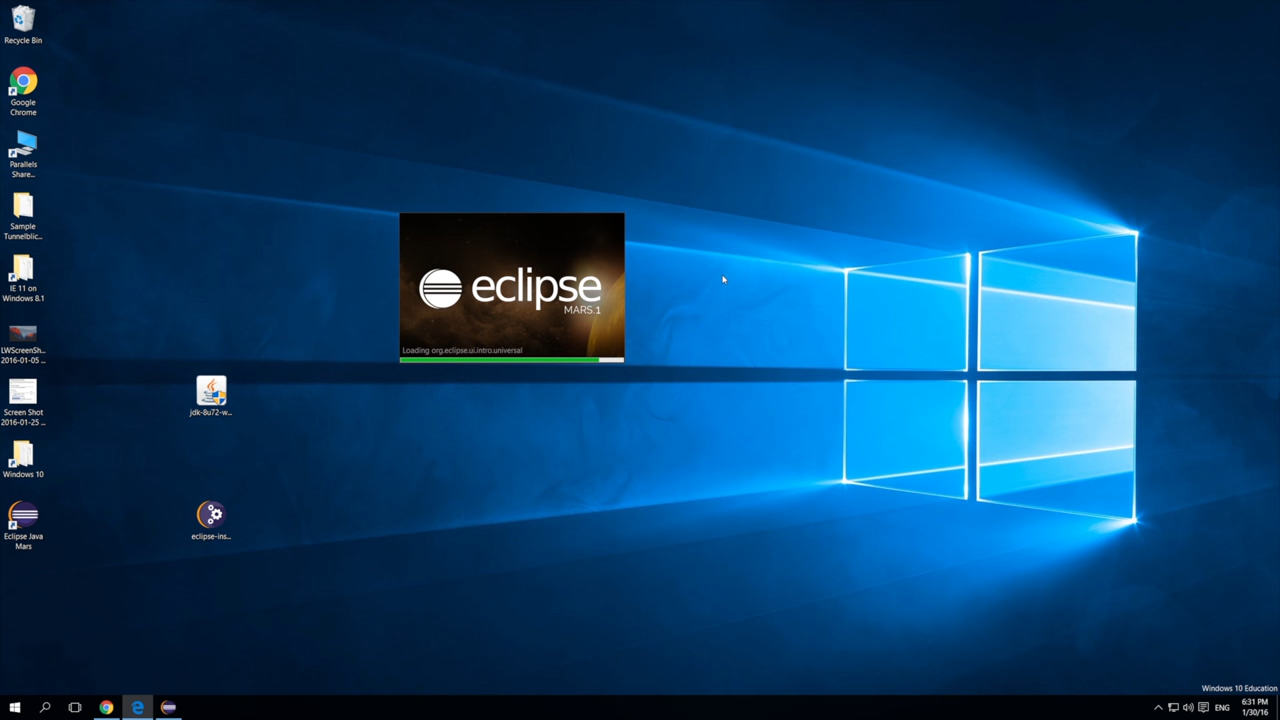 Recycle Bin
Google
Chrome
Parallels
Share...
Sample
Tunnelblic...
IE 11 on
Windows 8.1
LWScreenSh...
2016-01-05 ...
Screen Shot
2016-01-25 ...
Windows 10
Eclipse Java
Mars
jdk-8u72-w...
eclipse-ins...
eclipse
MARS.1
Loading org.eclipse.ui.intro.universal
Windows 10 Education
ENG
6:31 PM
1/30/16